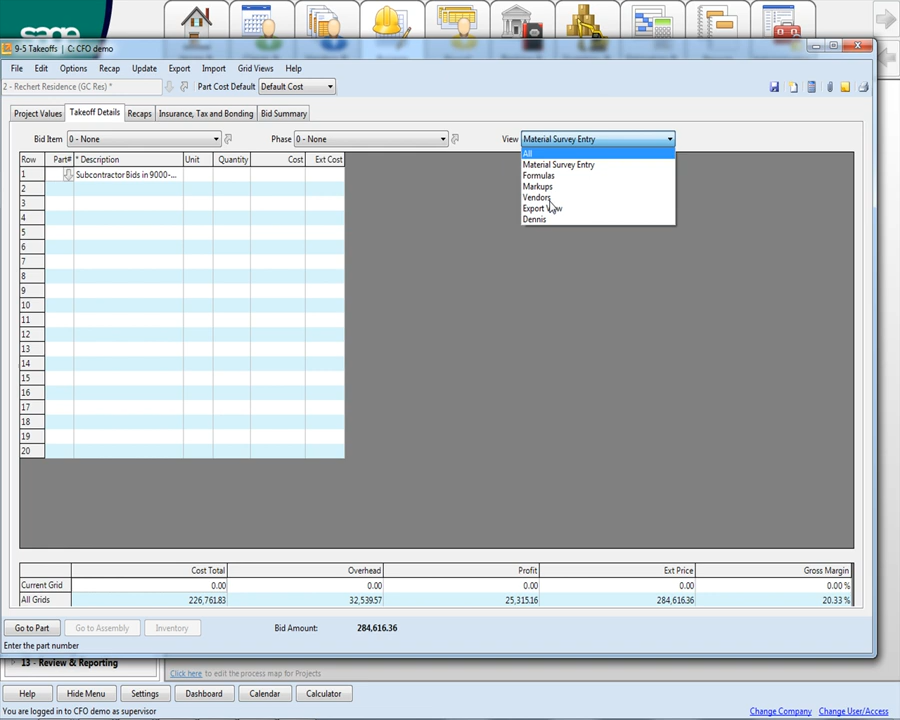 sage
9-5 Takeoffs | C: CFO demo
File Edit Options Recap Update Export Import Grid Views Help
2 - Rechert Residence (GC Res) * Part Cost Default Default Cost
Project Values Takeoff Details Recaps Insurance, Tax and Bonding Bid Summary
Bid Item 0 - None Phase 0 - None View Material Survey Entry
All
Material Survey Entry
Formulas
Markups
Vendors
Export View
Dennis
Row Part# * Description Unit Quantity Cost Ext Cost
1 Subcontractor Bids in 9000-...
2
3
4
5
6
7
8
9
10
11
12
13
14
15
16
17
18
19
20
Cost Total Overhead Profit Ext Price Gross Margin
Current Grid 0.00 0.00 0.00 0.00 0.00 %
All Grids 226,761.83 32,539.57 25,315.16 284,616.36 20.33 %
Go to Part Go to Assembly Inventory Bid Amount: 284,616.36
Enter the part number
13 - Review & Reporting
Click here to edit the process map for Projects
Help Hide Menu Settings Dashboard Calendar Calculator
You are logged in to CFO demo as supervisor Change Company Change User/Access